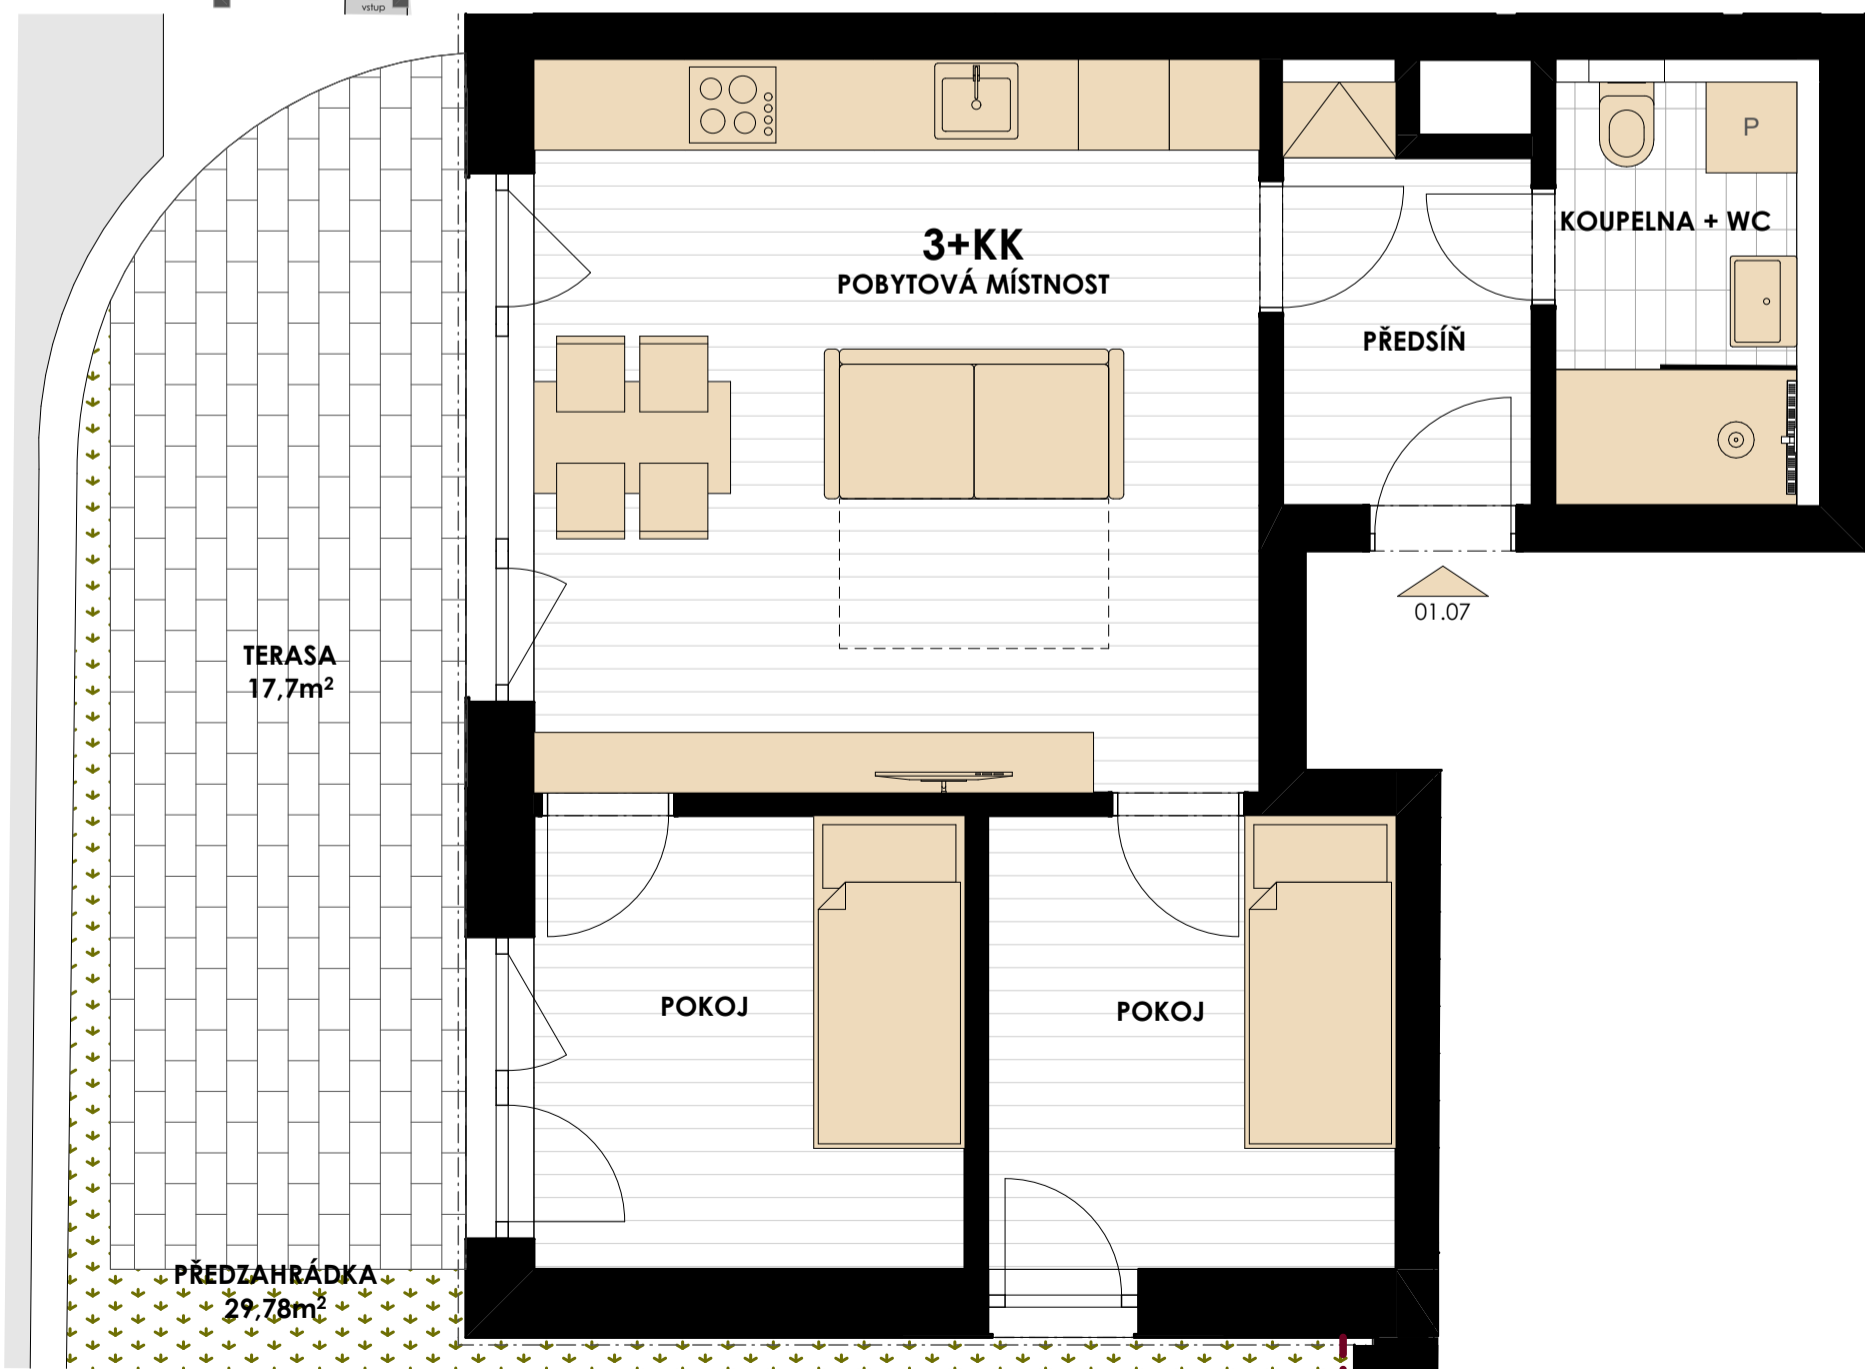 vstup
P
KOUPELNA + WC
3+KK
POBYTOVÁ MÍSTNOST
PŘEDSÍŇ
01.07
TERASA
17,7m²
POKOJ
POKOJ
PŘEDZAHRÁDKA
29,78m²